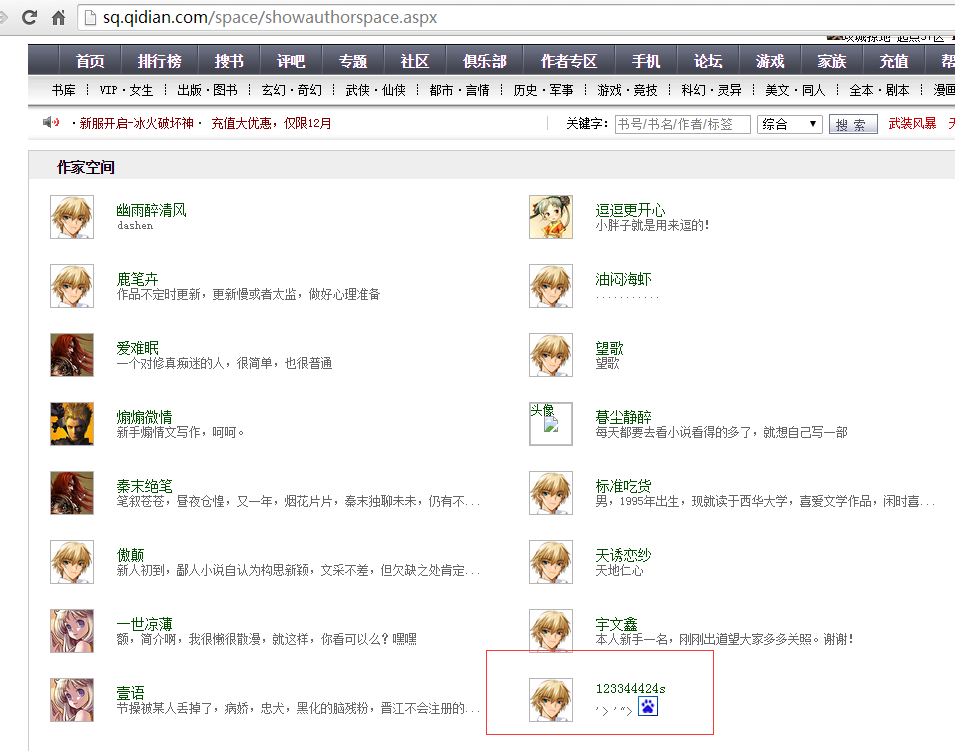 sq.qidian.com/space/showauthorspace.aspx
首页 排行榜 搜书 评吧 专题 社区 俱乐部 作者专区 手机 论坛 游戏 家族 充值
书库 ⁝ VIP · 女生 ⁝ 出版 · 图书 ⁝ 玄幻 · 奇幻 ⁝ 武侠 · 仙侠 ⁝ 都市 · 言情 ⁝ 历史 · 军事 ⁝ 游戏 · 竞技 ⁝ 科幻 · 灵异 ⁝ 美文 · 同人 ⁝ 全本 · 剧本 ⁝ 漫画
· 新服开启-冰火破坏神 · 充值大优惠，仅限12月 关键字： 书号/书名/作者/标签 综合 搜 索 武装风暴
作家空间
幽雨醉清风
dashen
逗逗更开心
小胖子就是用来逗的！
鹿笔卉
作品不定时更新，更新慢或者太监，做好心理准备
油闷海虾
...........
爱难眠
一个对修真痴迷的人，很简单，也很普通
望歌
望歌
煽煽微情
新手煽情文写作，呵呵。
头像
暮尘静醉
每天都要去看小说看得的多了，就想自己写一部
秦末绝笔
笔叙苍苍，昼夜仓惶，又一年，烟花片片，秦末独聊未未，仍有不...
标准吃货
男，1995年出生，现就读于西华大学，喜爱文学作品，闲时喜...
傲颠
新人初到，鄙人小说自认为构思新颖，文采不差，但欠缺之处肯定...
天诱恋纱
天地仁心
一世凉薄
额，简介啊，我很懒很散漫，就这样，你看可以么？嘿嘿
宇文鑫
本人新手一名，刚刚出道望大家多多关照。谢谢！
壹语
节操被某人丢掉了，病娇，忠犬，黑化的脑残粉，晋江不会注册的...
123344424s
’> ’“>